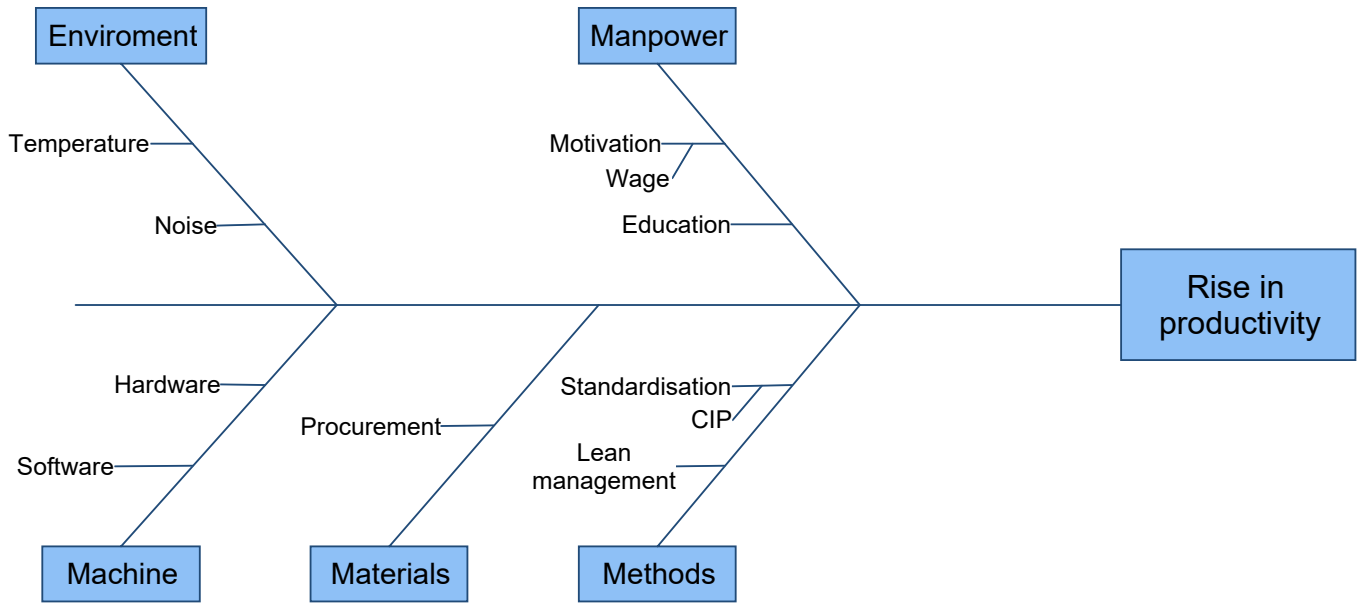 Enviroment
Manpower
Temperature
Motivation
Wage
Noise
Education
Rise in
productivity
Hardware
Standardisation
CIP
Procurement
Lean
management
Software
Machine
Materials
Methods